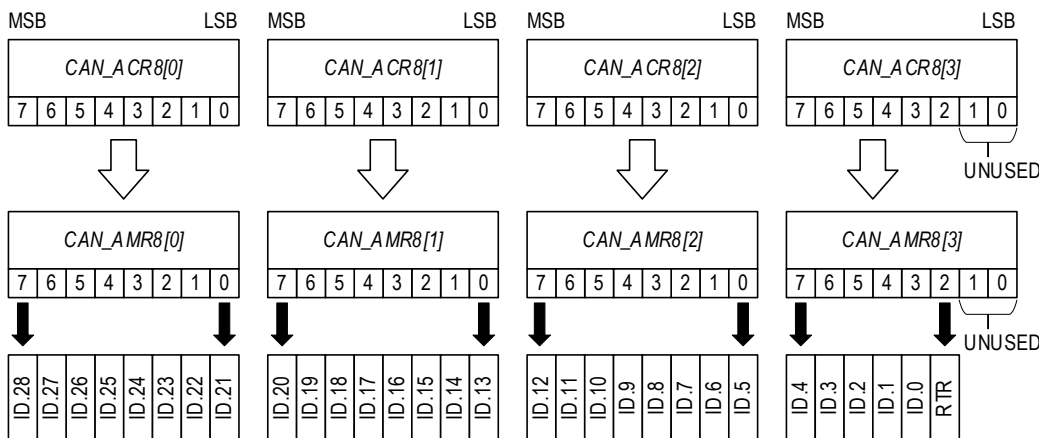 MSB LSB MSB LSB MSB LSB MSB LSB
CAN_ACR8[0] CAN_ACR8[1] CAN_ACR8[2] CAN_ACR8[3]
7 6 5 4 3 2 1 0 7 6 5 4 3 2 1 0 7 6 5 4 3 2 1 0 7 6 5 4 3 2 1 0
UNUSED
CAN_AMR8[0] CAN_AMR8[1] CAN_AMR8[2] CAN_AMR8[3]
7 6 5 4 3 2 1 0 7 6 5 4 3 2 1 0 7 6 5 4 3 2 1 0 7 6 5 4 3 2 1 0
UNUSED
ID.28 ID.27 ID.26 ID.25 ID.24 ID.23 ID.22 ID.21 ID.20 ID.19 ID.18 ID.17 ID.16 ID.15 ID.14 ID.13 ID.12 ID.11 ID.10 ID.9 ID.8 ID.7 ID.6 ID.5 ID.4 ID.3 ID.2 ID.1 ID.0 RTR